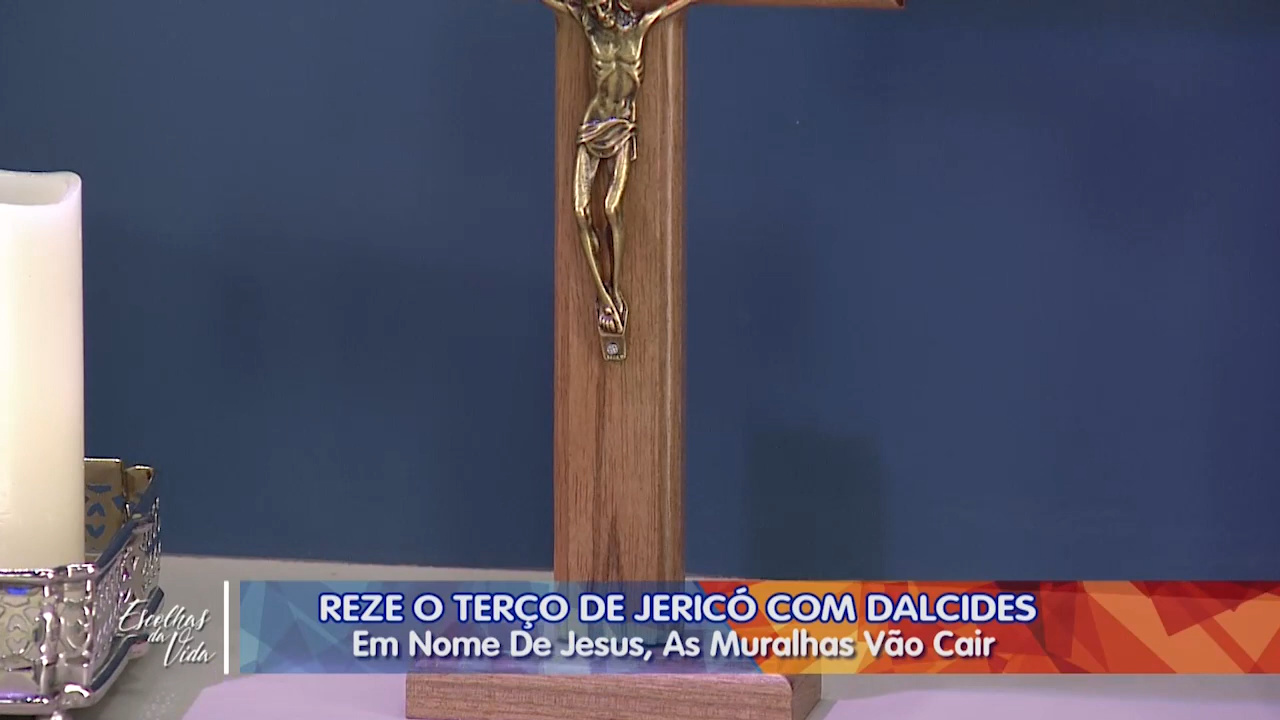 REZE O TERÇO DE JERICÓ COM DALCIDES
Em Nome De Jesus, As Muralhas Vão Cair
Escolhas
da
Vida